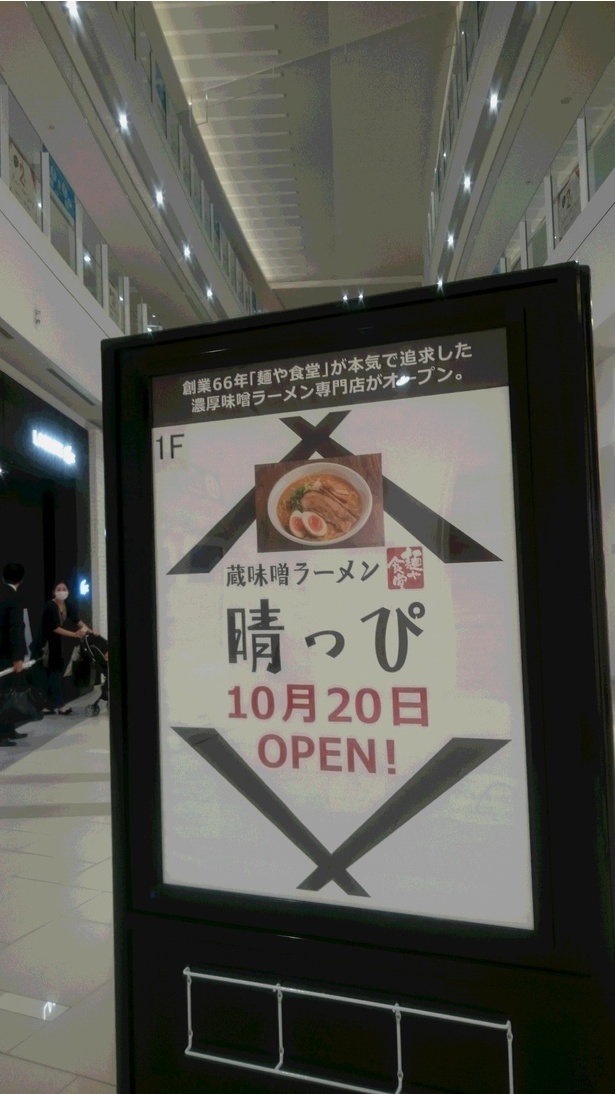 創業66年「麺や食堂」が本気で追求した
濃厚味噌ラーメン専門店がオープン。
1F
蔵味噌ラーメン
麺や
食堂
晴っぴ
10月20日
OPEN!